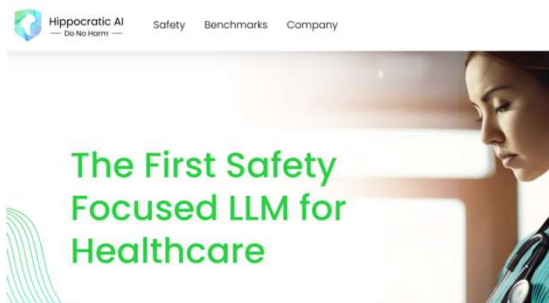 Hippocratic AI
— Do No Harm —
Safety Benchmarks Company
The First Safety
Focused LLM for
Healthcare